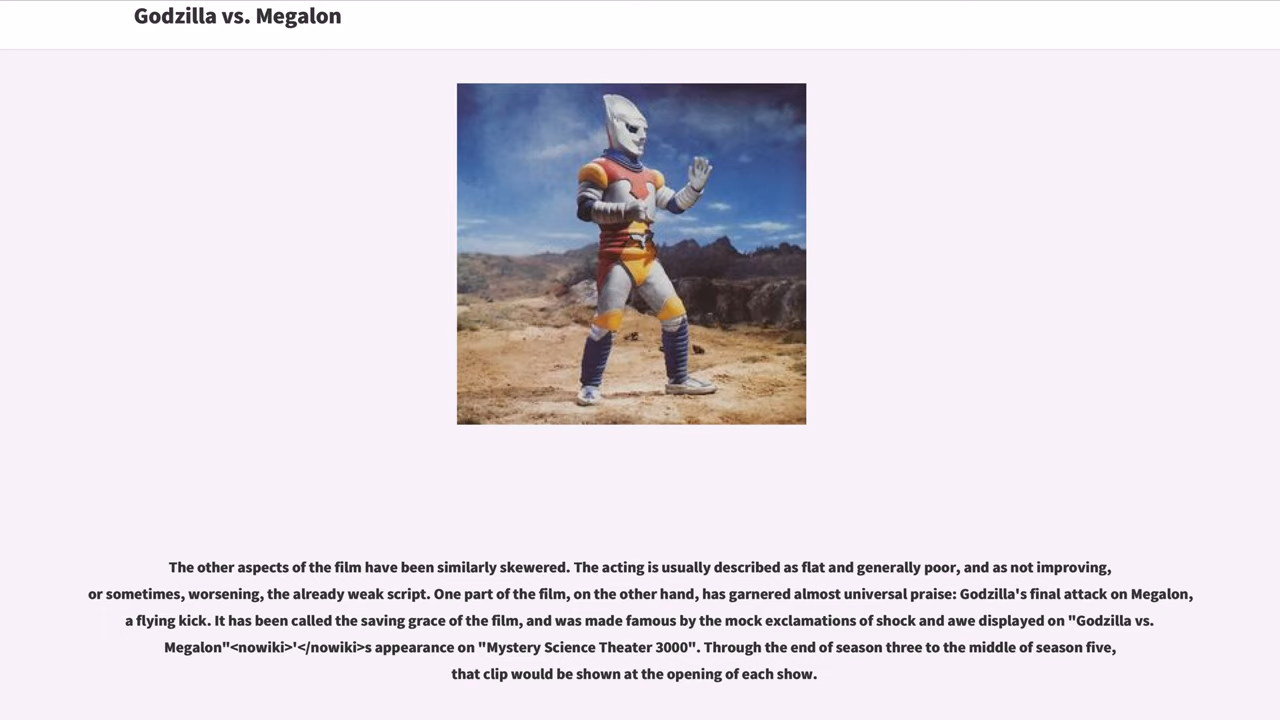 Godzilla vs. Megalon
The other aspects of the film have been similarly skewered. The acting is usually described as flat and generally poor, and as not improving,
or sometimes, worsening, the already weak script. One part of the film, on the other hand, has garnered almost universal praise: Godzilla's final attack on Megalon,
a flying kick. It has been called the saving grace of the film, and was made famous by the mock exclamations of shock and awe displayed on "Godzilla vs.
Megalon"<nowiki>'</nowiki>s appearance on "Mystery Science Theater 3000". Through the end of season three to the middle of season five,
that clip would be shown at the opening of each show.